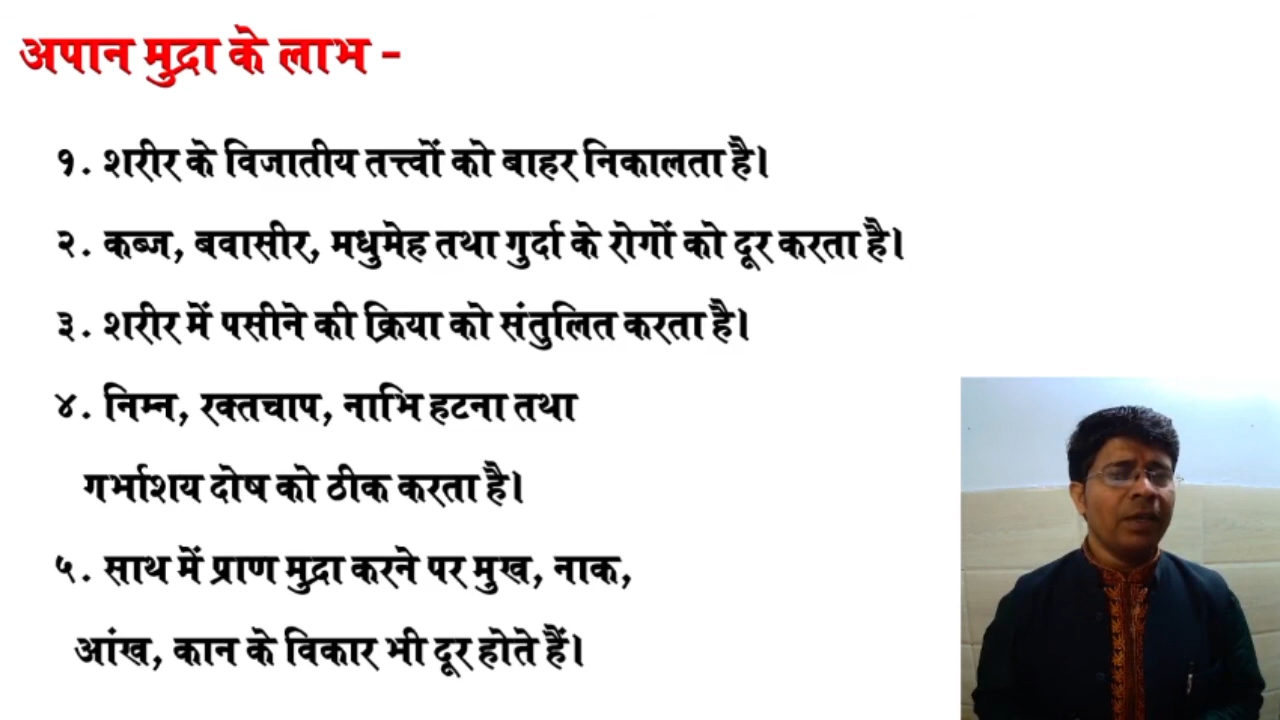 अपान मुद्रा के लाभ -
१. शरीर के विजातीय तत्त्वों को बाहर निकालता है।
२. कब्ज, बवासीर, मधुमेह तथा गुर्दा के रोगों को दूर करता है।
३. शरीर में पसीने की क्रिया को संतुलित करता है।
४. निम्न, रक्तचाप, नाभि हटना तथा
गर्भाशय दोष को ठीक करता है।
५. साथ में प्राण मुद्रा करने पर मुख, नाक,
आंख, कान के विकार भी दूर होते हैं।